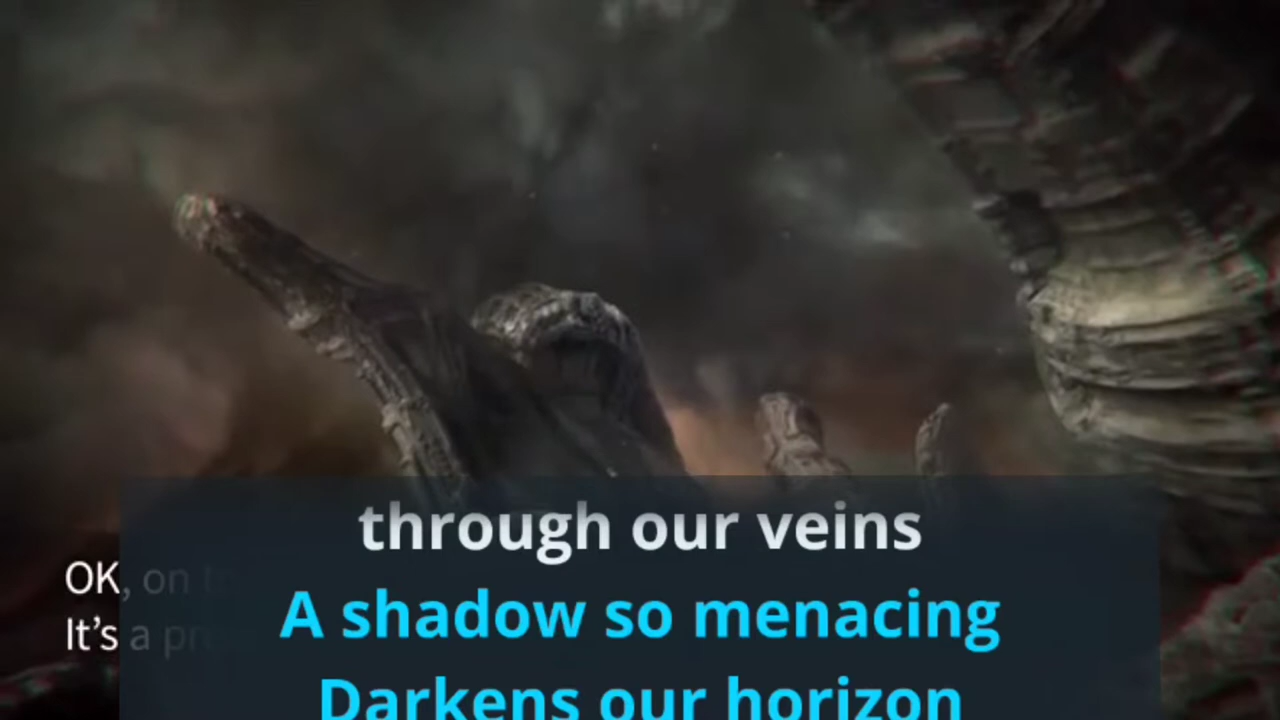 through our veins
OK, on
It's a
A shadow so menacing
Darkens our horizon